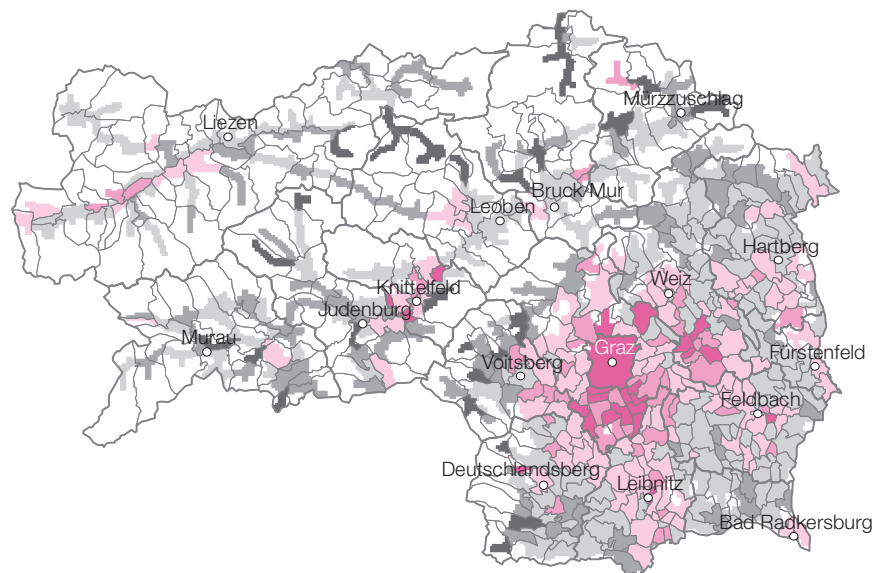 Mürzzuschlag
Liezen
Bruck/Mur
Leoben
Hartberg
Weiz
Knittelfeld
Judenburg
Murau
Graz
Voitsberg
Fürstenfeld
Feldbach
Deutschlandsberg
Leibnitz
Bad Radkersburg